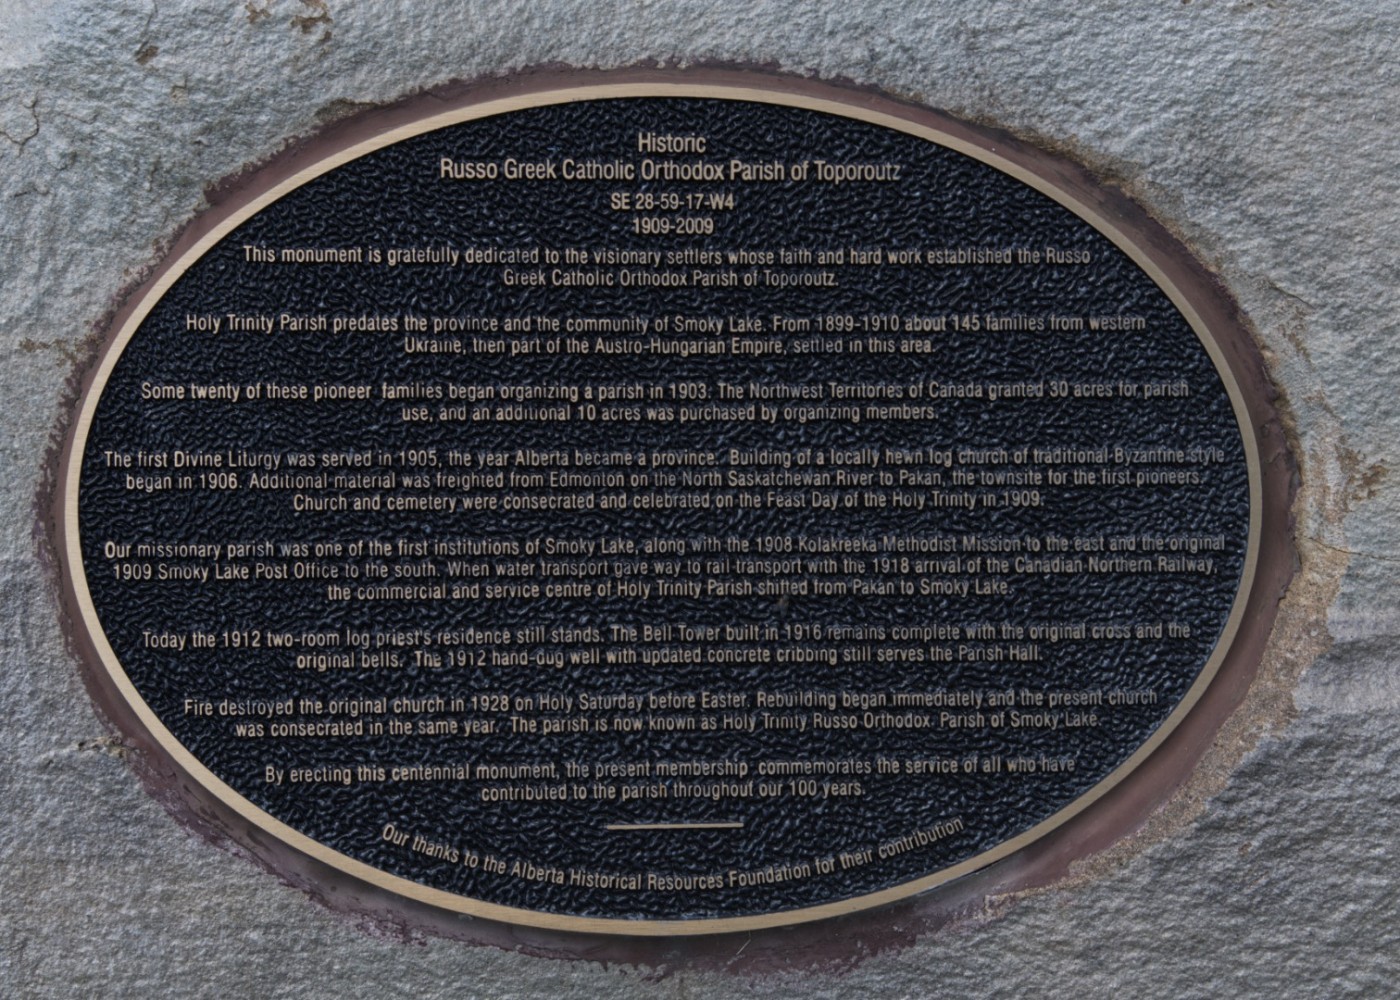 Historic
Russo Greek Catholic Orthodox Parish of Toporoutz
SE 28-59-17-W4
1909-2009
This monument is gratefully dedicated to the visionary settlers whose faith and hard work established the Russo
Greek Catholic Orthodox Parish of Toporoutz.
Holy Trinity Parish predates the province and the community of Smoky Lake. From 1899-1910 about 145 families from western
Ukraine, then part of the Austro-Hungarian Empire, settled in this area.
Some twenty of these pioneer families began organizing a parish in 1903. The Northwest Territories of Canada granted 30 acres for parish
use, and an additional 10 acres was purchased by organizing members.
The first Divine Liturgy was served in 1905, the year Alberta became a province. Building of a locally hewn log church of traditional Byzantine style
began in 1906. Additional material was freighted from Edmonton on the North Saskatchewan River to Pakan, the townsite for the first pioneers.
Church and cemetery were consecrated and celebrated on the Feast Day of the Holy Trinity in 1909.
Our missionary parish was one of the first institutions of Smoky Lake, along with the 1908 Kolakreeka Methodist Mission to the east and the original
1909 Smoky Lake Post Office to the south. When water transport gave way to rail transport with the 1918 arrival of the Canadian Northern Railway,
the commercial and service centre of Holy Trinity Parish shifted from Pakan to Smoky Lake.
Today the 1912 two-room log priest's residence still stands. The Bell Tower built in 1916 remains complete with the original cross and the
original bells. The 1912 hand-dug well with updated concrete cribbing still serves the Parish Hall.
Fire destroyed the original church in 1928 on Holy Saturday before Easter. Rebuilding began immediately and the present church
was consecrated in the same year. The parish is now known as Holy Trinity Russo Orthodox Parish of Smoky Lake.
By erecting this centennial monument, the present membership commemorates the service of all who have
contributed to the parish throughout our 100 years.
Our thanks to the Alberta Historical Resources Foundation for their contribution